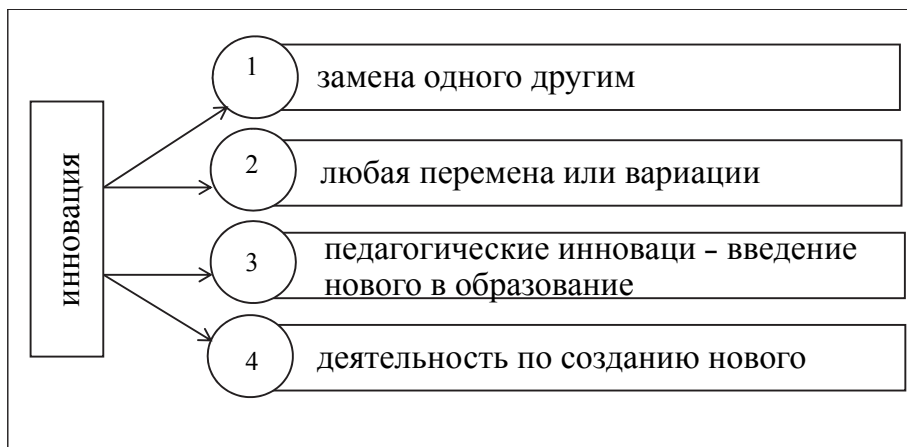 инновация
1
замена одного другим
2
любая перемена или вариации
3
педагогические инноваци – введение
нового в образование
4
деятельность по созданию нового